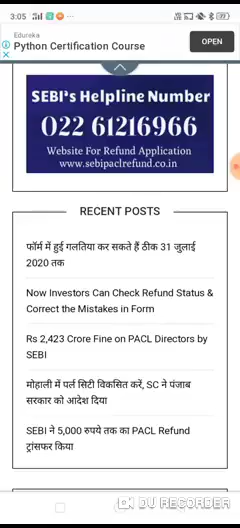 3:05
Edureka
Python Certification Course
OPEN
SEBI's Helpline Number
022 61216966
Website For Refund Application
www.sebipaclrefund.co.in
RECENT POSTS
फॉर्म में हुई गलतिया कर सकते हैं ठीक 31 जुलाई
2020 तक
Now Investors Can Check Refund Status &
Correct the Mistakes in Form
Rs 2,423 Crore Fine on PACL Directors by
SEBI
मोहाली में पर्ल सिटी विकसित करें, SC ने पंजाब
सरकार को आदेश दिया
SEBI ने 5,000 रुपये तक का PACL Refund
ट्रांसफर किया
DU RECORDER